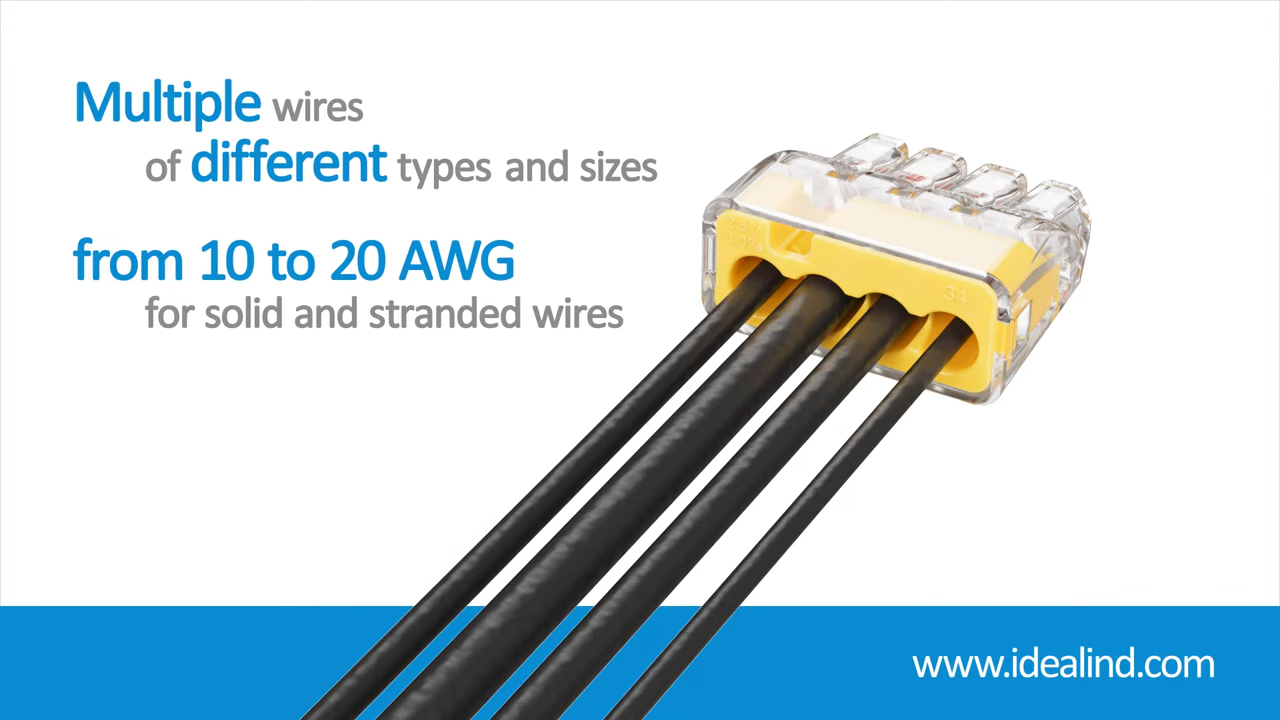 Multiple wires
of different types and sizes
from 10 to 20 AWG
for solid and stranded wires
34
www.idealind.com